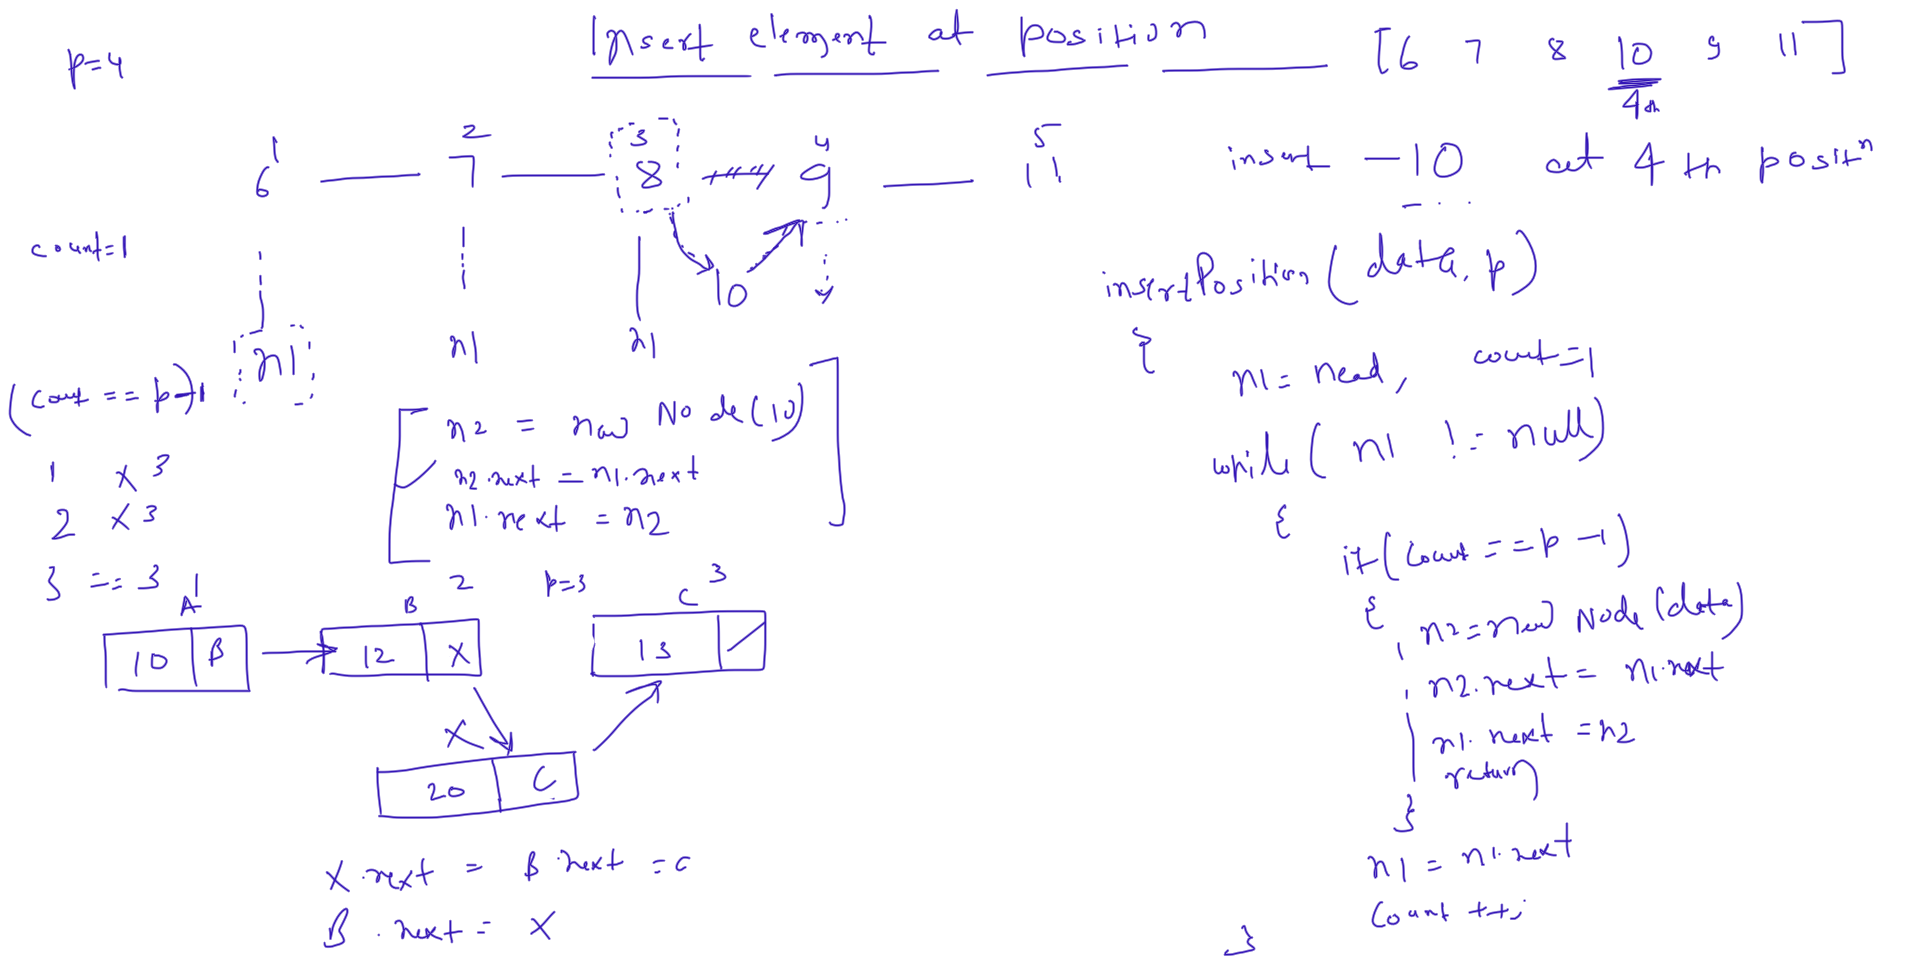 Insert element at position
p=4
[6 7 8 10 9 11]
4th
1 2 3 4 5
6 7 8 9 11
insert - 10 at 4th positn
count=1
10
n1 n1 n1
(count == p-1)
1 x 3
2 x 3
3 == 3
n2 = new Node(10)
n2.next = n1.next
n1.next = n2
insertPosition(data, p)
{
n1 = head, count=1
while(n1 != null)
{
if(count == p-1)
{
n2 = new Node(data)
n2.next = n1.next
n1.next = n2
return
}
n1 = n1.next
Count ++;
}
1 2 p=3 3
A B C
10 B 12 X 13
X
20 C
X.next = B.next = C
B.next = X